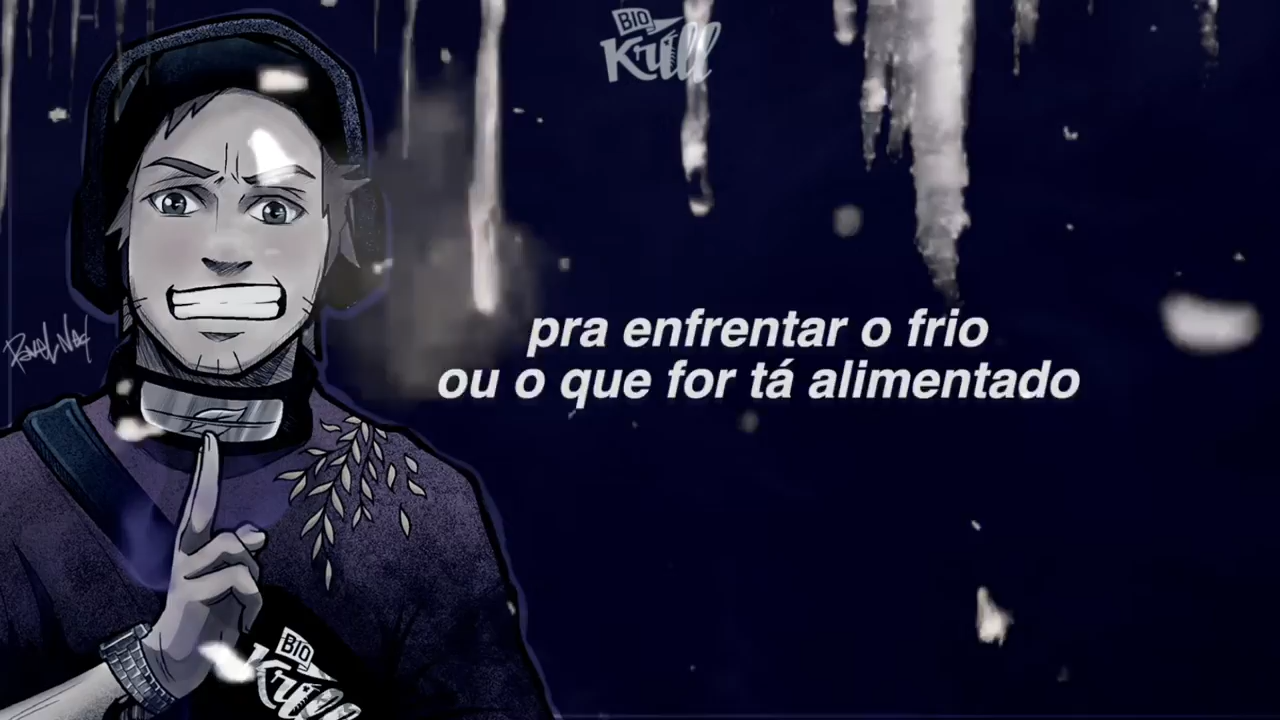 BIO
Krill
pra enfrentar o frio
ou o que for tá alimentado
BIO
Krill